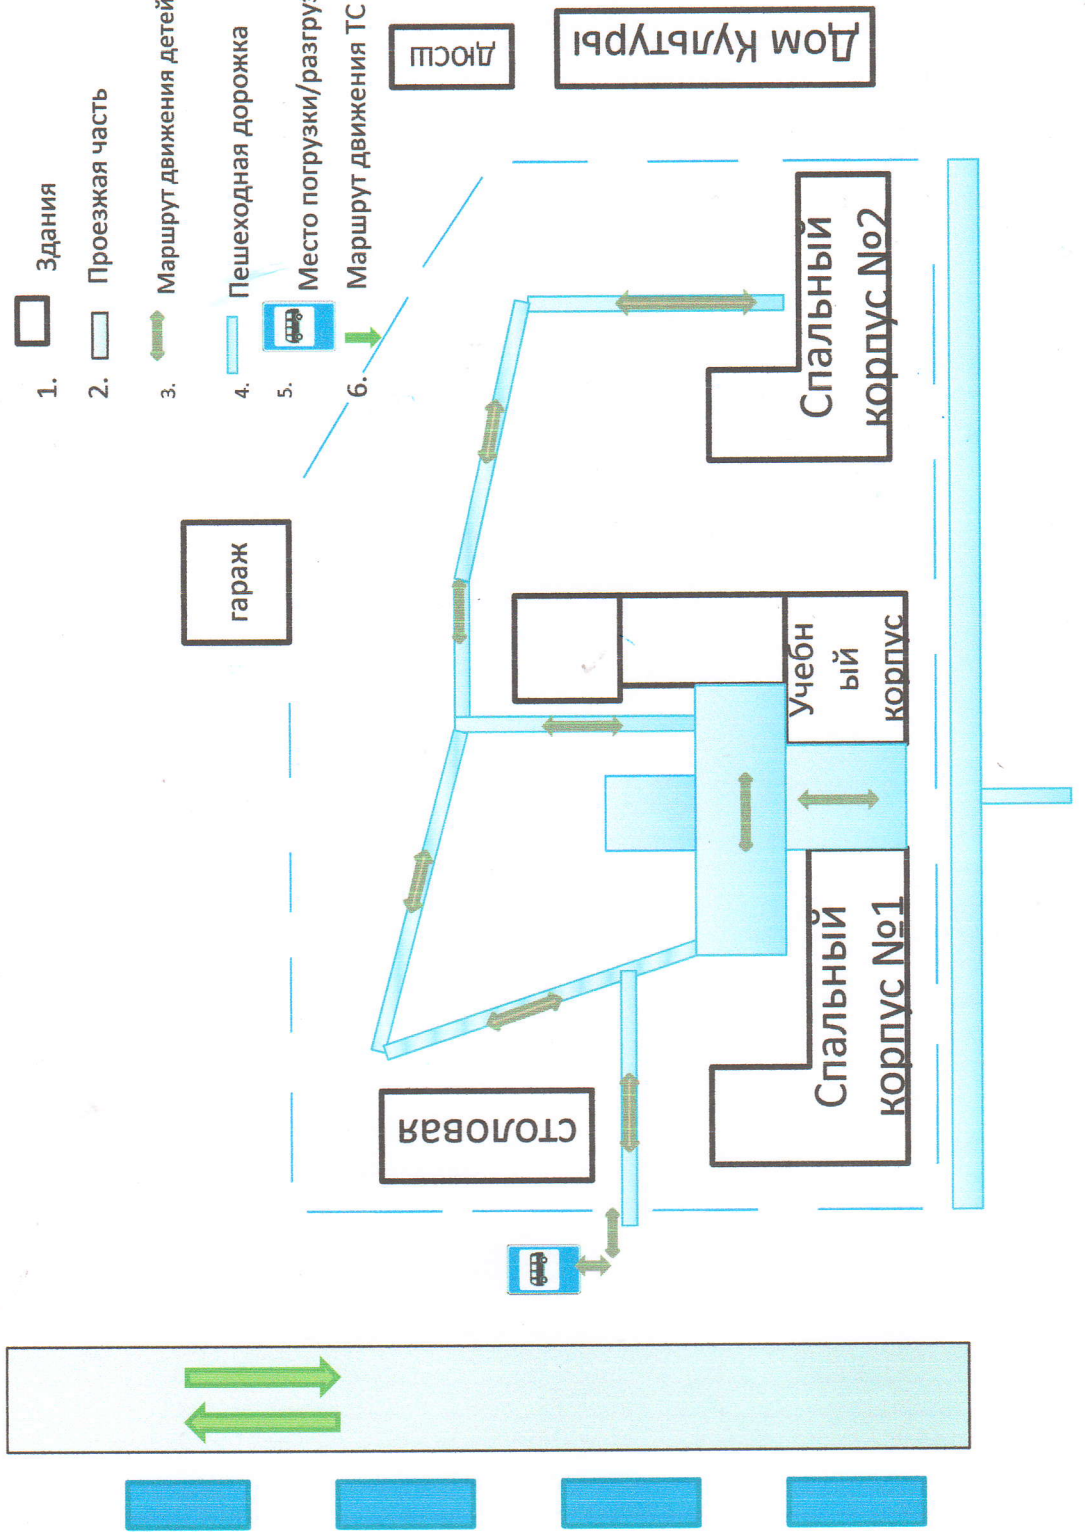 1. Здания
2. Проезжая часть
3. Маршрут движения детей
4. Пешеходная дорожка
5. Место погрузки/разгруз
6. Маршрут движения ТС
ДЮСШ
Дом Культуры
гараж
столовая
Учебн
ый
корпус
Спальный
корпус №1
Спальный
корпус №2